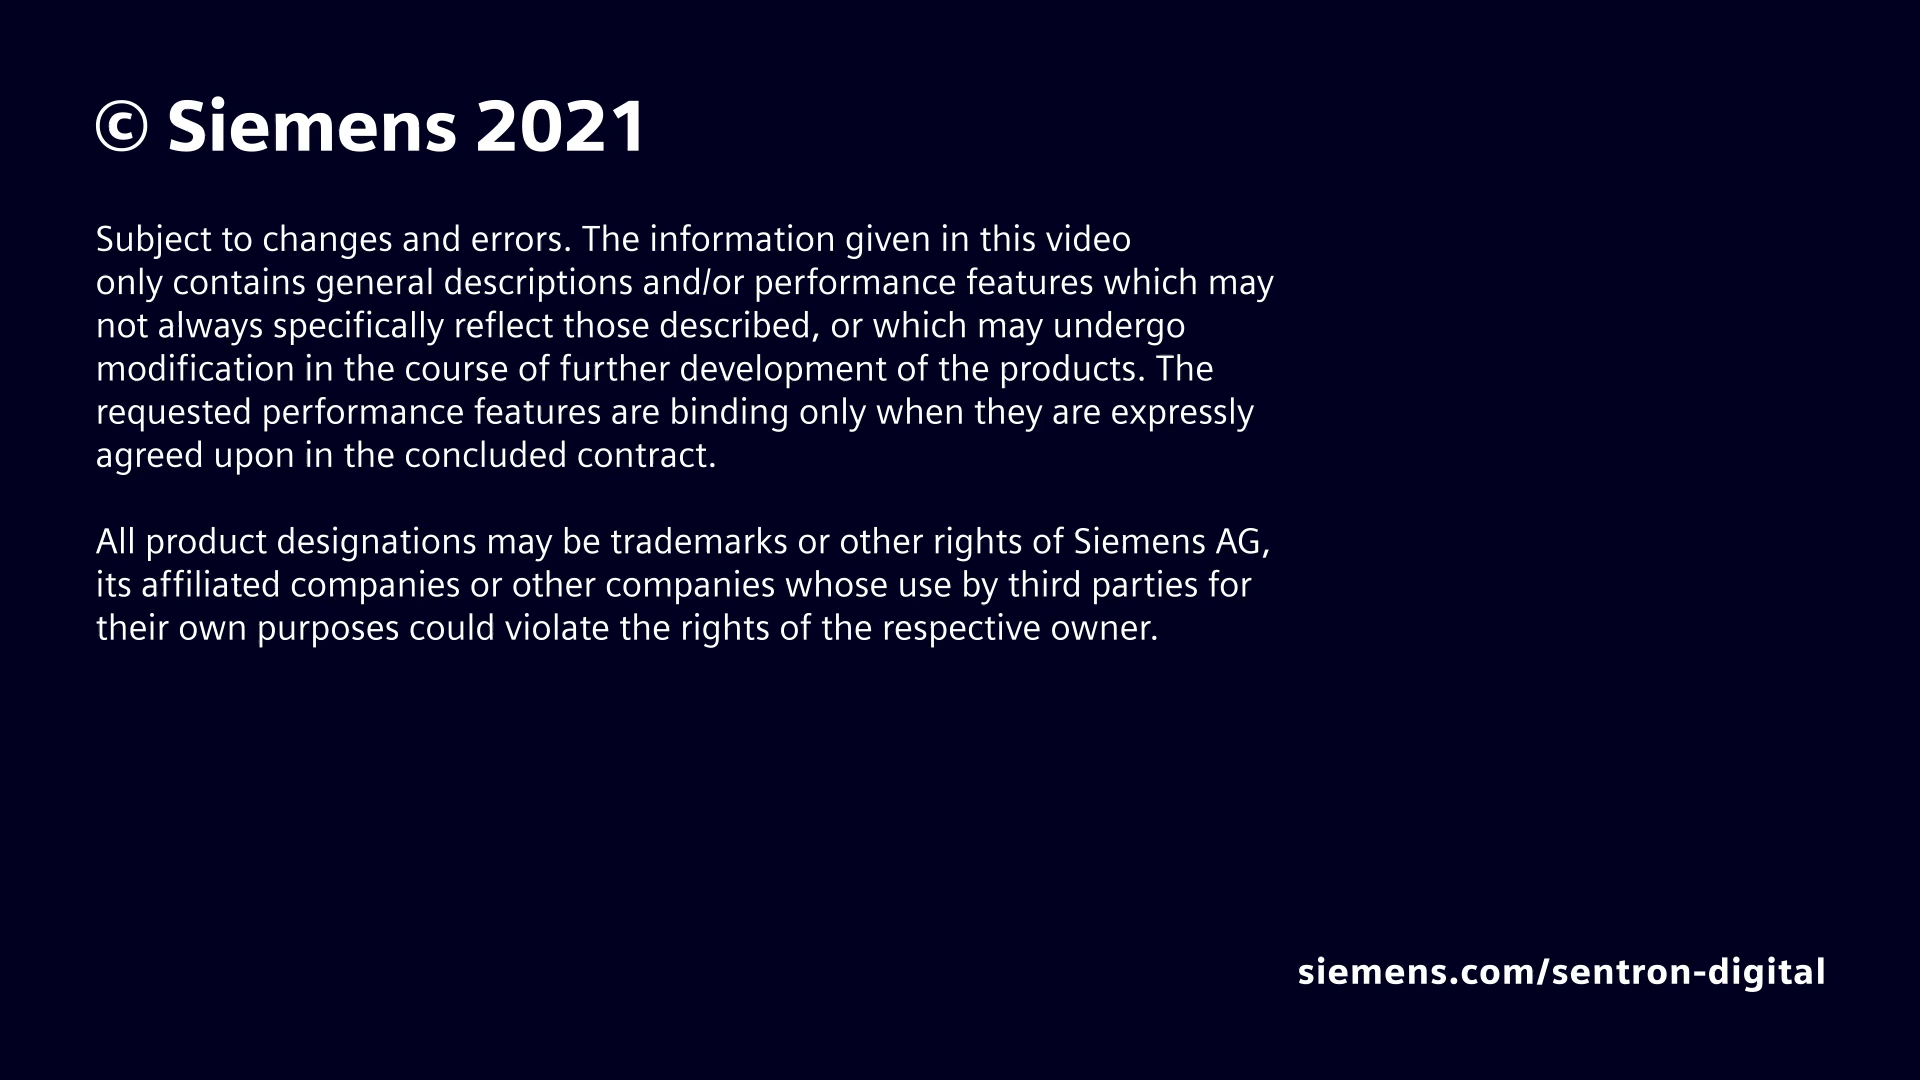 © Siemens 2021
Subject to changes and errors. The information given in this video
only contains general descriptions and/or performance features which may
not always specifically reflect those described, or which may undergo
modification in the course of further development of the products. The
requested performance features are binding only when they are expressly
agreed upon in the concluded contract.
All product designations may be trademarks or other rights of Siemens AG,
its affiliated companies or other companies whose use by third parties for
their own purposes could violate the rights of the respective owner.
siemens.com/sentron-digital